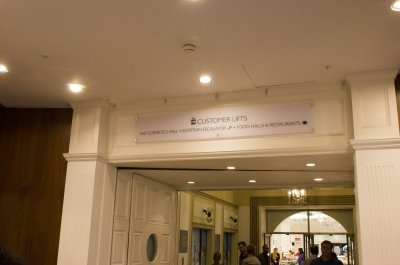 CUSTOMER LIFTS
THE COSMETICS HALL • EGYPTIAN ESCALATOR • FOOD HALLS & RESTAURANTS